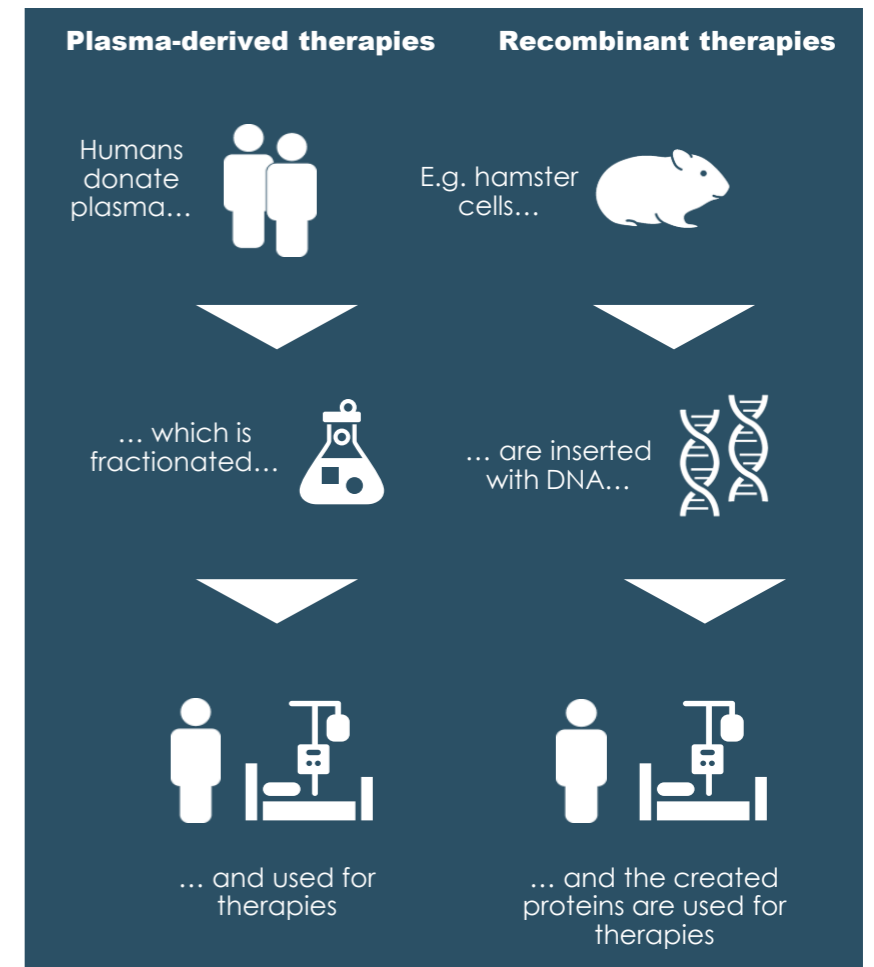 Plasma-derived therapies
Recombinant therapies
Humans
donate
plasma…
E.g. hamster
cells…
… which is
fractionated…
… are inserted
with DNA…
… and used for
therapies
… and the created
proteins are used for
therapies